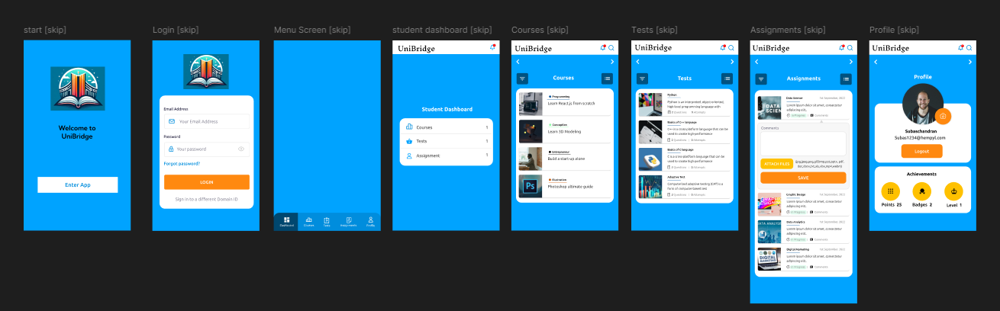 start [skip]
Welcome to
UniBridge
Enter App
Login [skip]
Email Address
Your Email Address
Password
Your password
Forgot password?
LOGIN
Sign in to a different Domain ID
Menu Screen [skip]
Dashboard
Courses
Tests
Assignments
Profile
student dashboard [skip]
UniBridge
Student Dashboard
Courses 1
Tests 1
Assignment 1
Courses [skip]
UniBridge
Courses
Programming
Learn React.js from scratch
Conception
Learn 3D Modeling
Entrepreneur
Build a start-up alone
Illustration
Photoshop ultimate guide
Ps
Tests [skip]
UniBridge
Tests
Python
Python is an interpreted, object-oriented,
high-level programming language with
2 Questions | 0 Attempts
Basics of C++ language
C++ is a cross-platform language that can be
used to create high-performance
2 Questions | 0 Attempts
Basics of C language
C is a cross-platform language that can be
used to create high-performance
2 Questions | 0 Attempts
Adaptive Test
Computerized adaptive testing (CAT) is a
form of computer-based test
2 Questions | 0 Attempts
Assignments [skip]
UniBridge
Assignments
Data Science 1st September, 2022
Lorem ipsum dolor sit amet, consectetur
adipiscing elit..
In Progress | Comments
Comments
ATTACH FILES
SAVE
Graphic Design 1st September, 2022
Lorem ipsum dolor sit amet, consectetur
adipiscing elit..
In Progress | Comments
Data Analytics 1st September, 2022
Lorem ipsum dolor sit amet, consectetur
adipiscing elit..
In Progress | Comments
Digital Marketing 1st September, 2022
Lorem ipsum dolor sit amet, consectetur
adipiscing elit..
In Progress | Comments
DIGITAL
MARKETING
Profile [skip]
UniBridge
Profile
Subaschandran
Subas1234@hempyl.com
Logout
Achievements
Points 25
Badges 2
Level 1